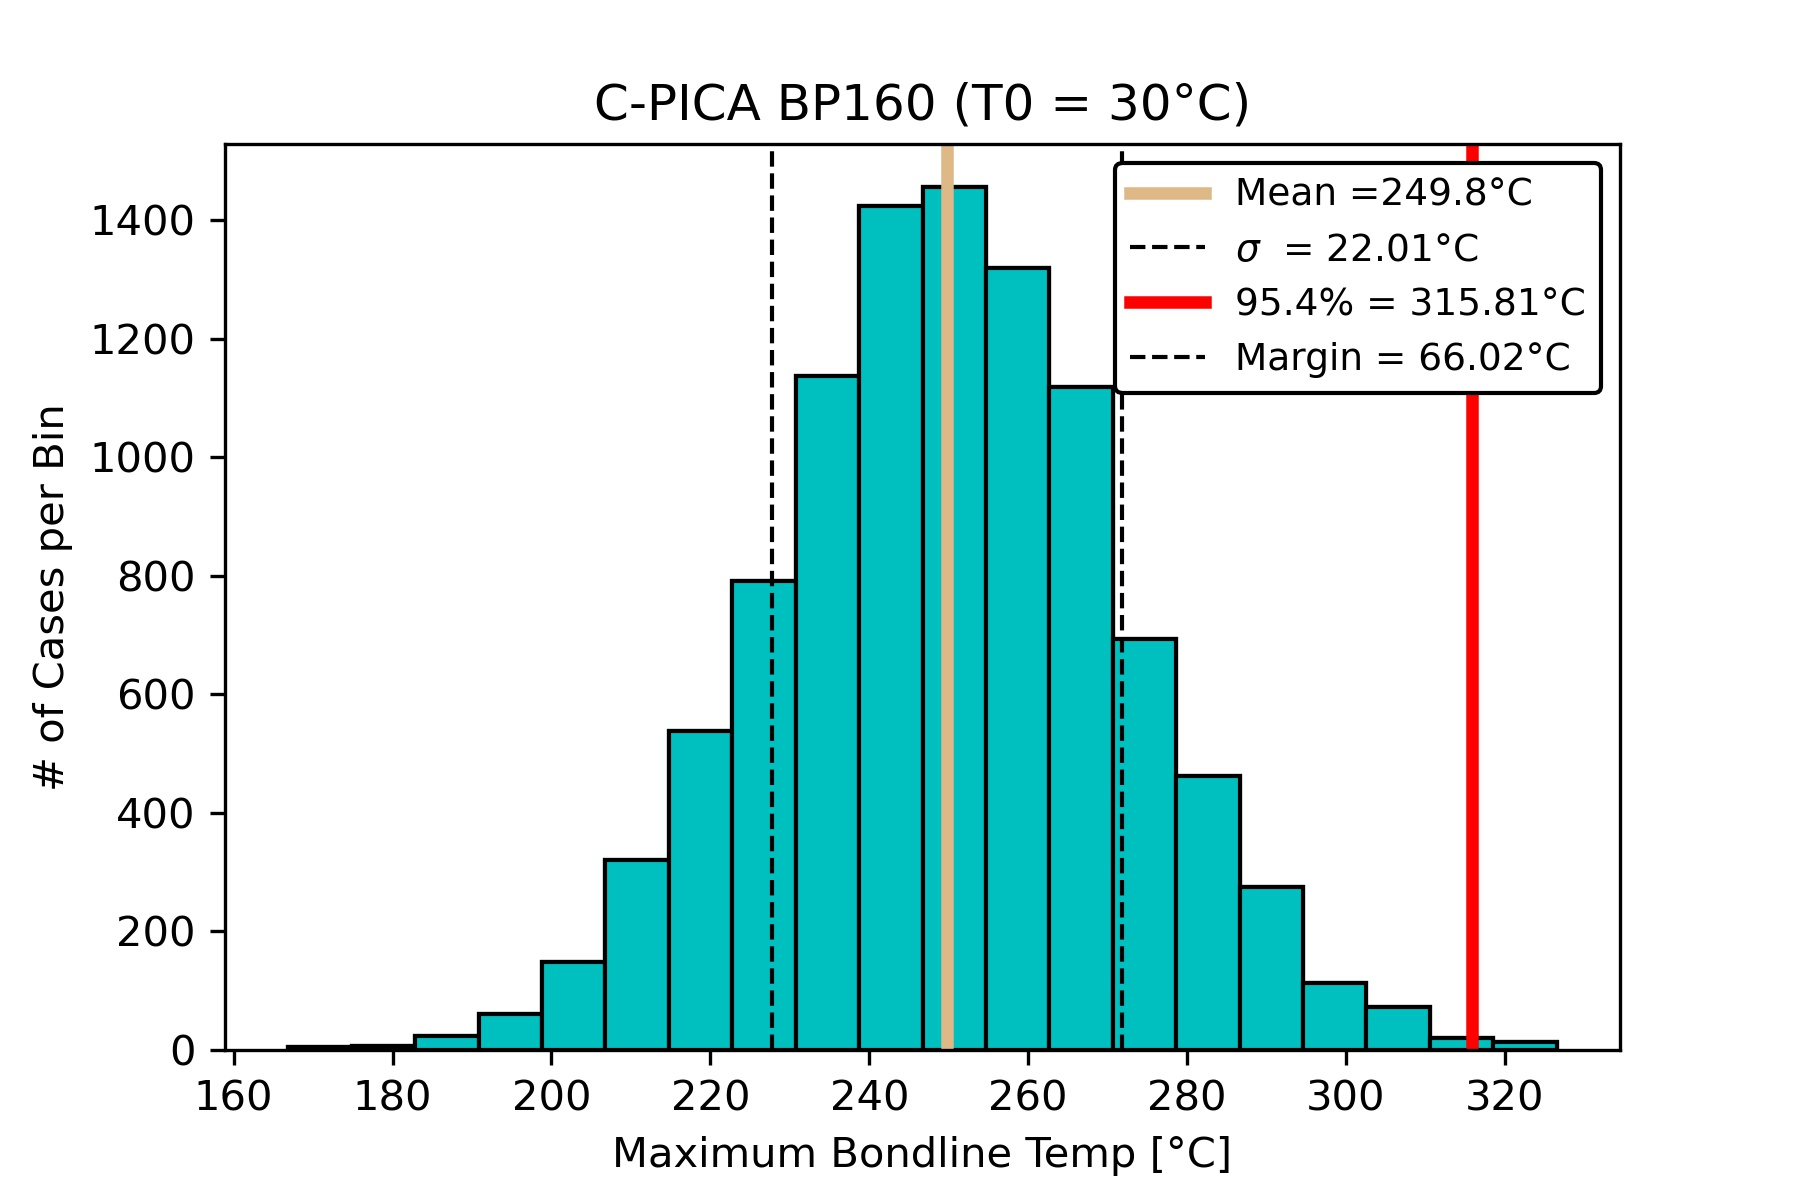 C-PICA BP160 (T0 = 30°C)
Mean =249.8°C
σ = 22.01°C
95.4% = 315.81°C
Margin = 66.02°C
# of Cases per Bin
1400
1200
1000
800
600
400
200
0
160 180 200 220 240 260 280 300 320
Maximum Bondline Temp [°C]